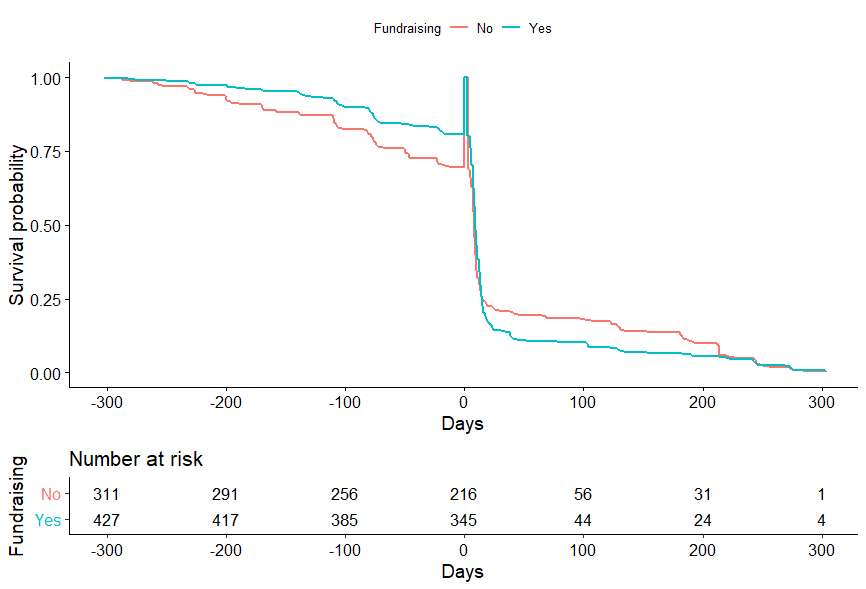 Fundraising No Yes
Survival probability
1.00
0.75
0.50
0.25
0.00
-300 -200 -100 0 100 200 300
Days
Number at risk
Fundraising
No 311 291 256 216 56 31 1
Yes 427 417 385 345 44 24 4
-300 -200 -100 0 100 200 300
Days